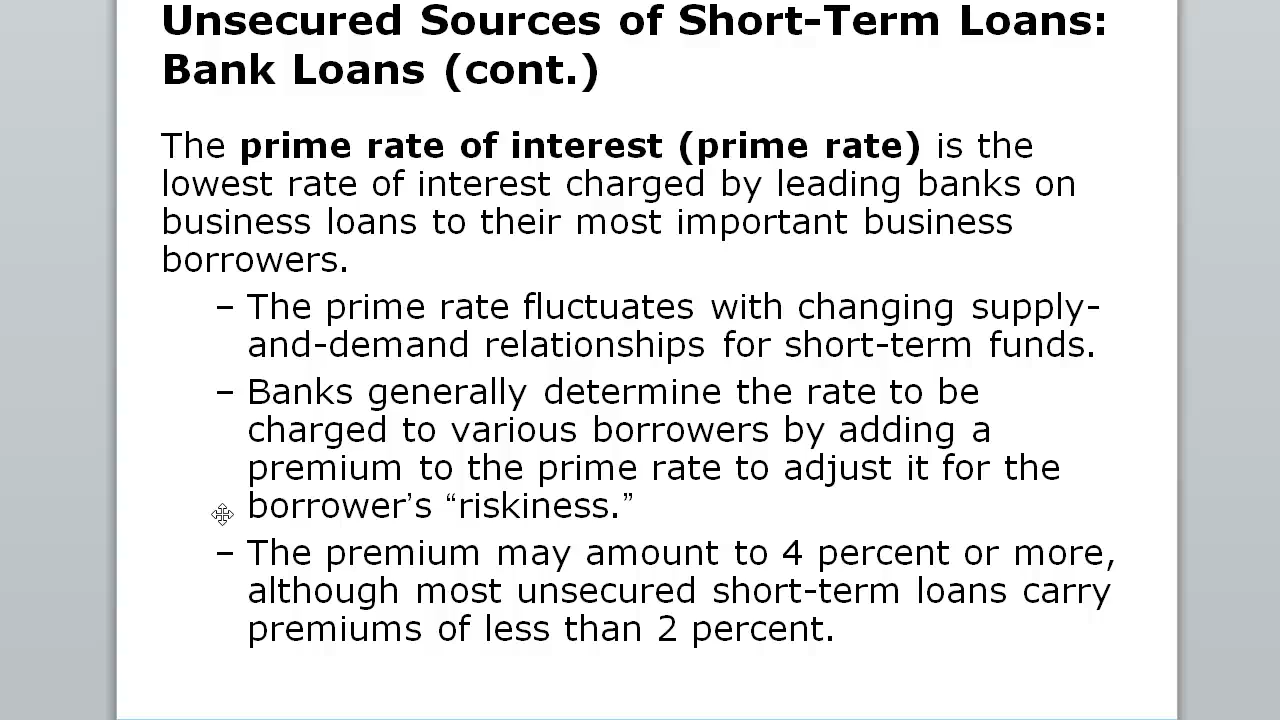 Unsecured Sources of Short-Term Loans:
Bank Loans (cont.)
The prime rate of interest (prime rate) is the
lowest rate of interest charged by leading banks on
business loans to their most important business
borrowers.
– The prime rate fluctuates with changing supply-
and-demand relationships for short-term funds.
– Banks generally determine the rate to be
charged to various borrowers by adding a
premium to the prime rate to adjust it for the
borrower’s “riskiness.”
– The premium may amount to 4 percent or more,
although most unsecured short-term loans carry
premiums of less than 2 percent.